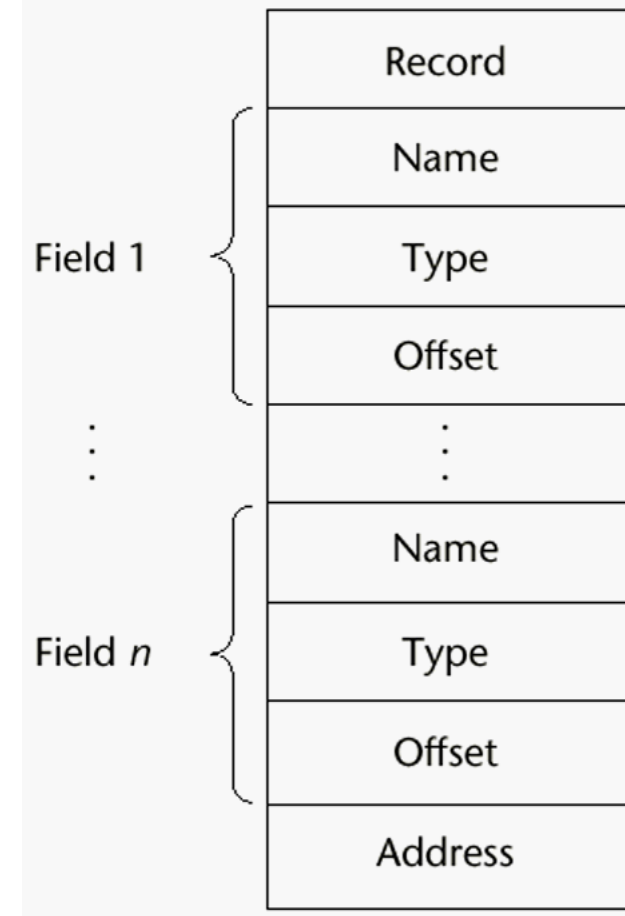 Record
Name
Field 1
Type
Offset
⋮ ⋮
Name
Field n
Type
Offset
Address